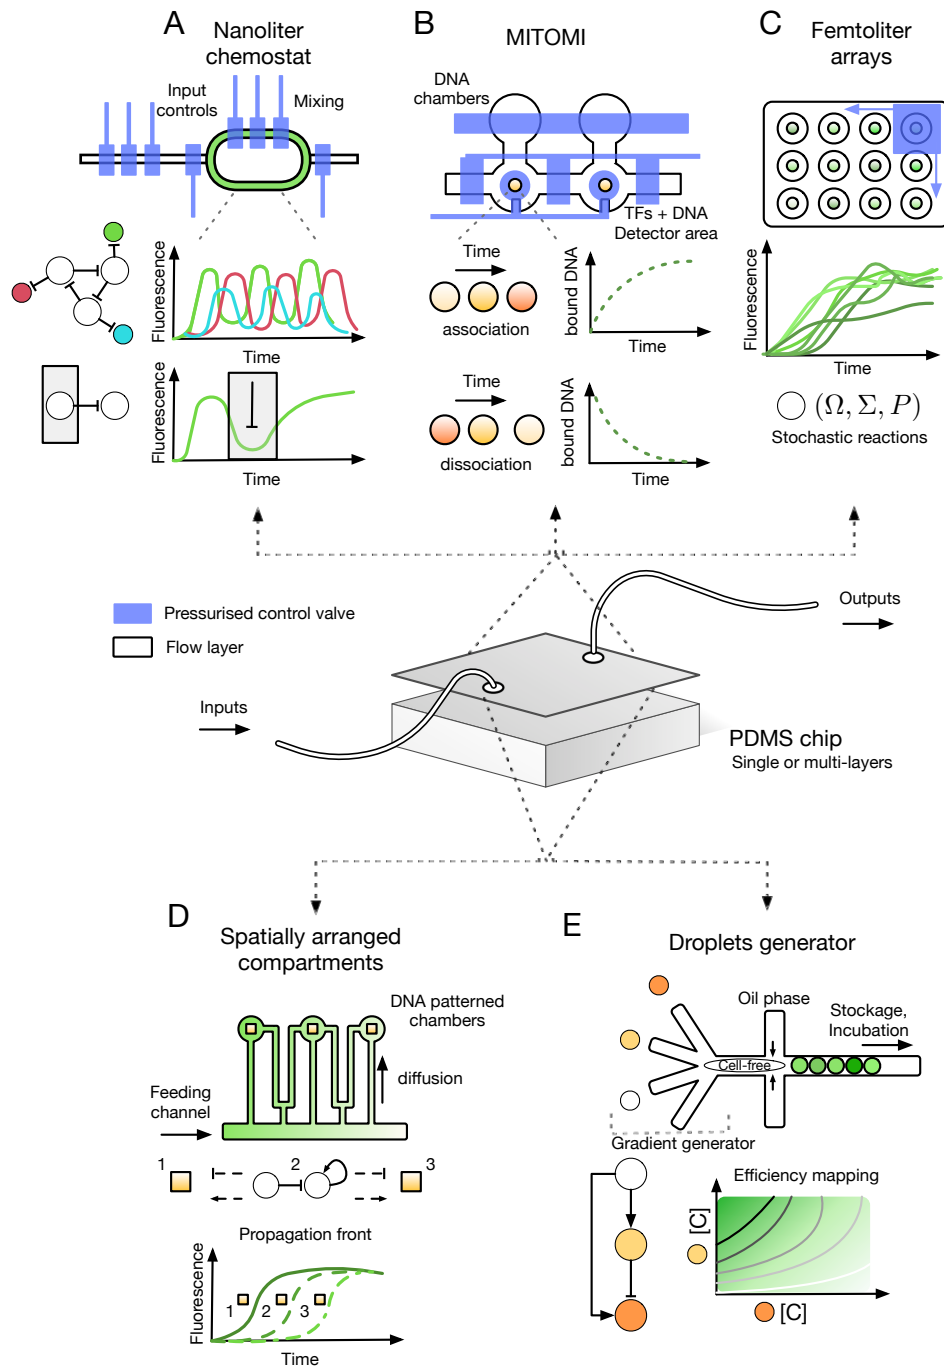 A
Nanoliter
chemostat
Input
controls
Mixing
Fluorescence
Time
Fluorescence
Time
B
MITOMI
DNA
chambers
TFs + DNA
Detector area
Time
association
bound DNA
Time
Time
dissociation
bound DNA
Time
C
Femtoliter
arrays
Fluorescence
Time
(Ω, Σ, P)
Stochastic reactions
Pressurised control valve
Flow layer
Inputs
Outputs
PDMS chip
Single or multi-layers
D
Spatially arranged
compartments
DNA patterned
chambers
diffusion
Feeding
channel
1
2
3
Propagation front
Fluorescence
1
2
3
Time
E
Droplets generator
Oil phase
Stockage,
Incubation
Cell-free
Gradient generator
Efficiency mapping
[C]
[C]